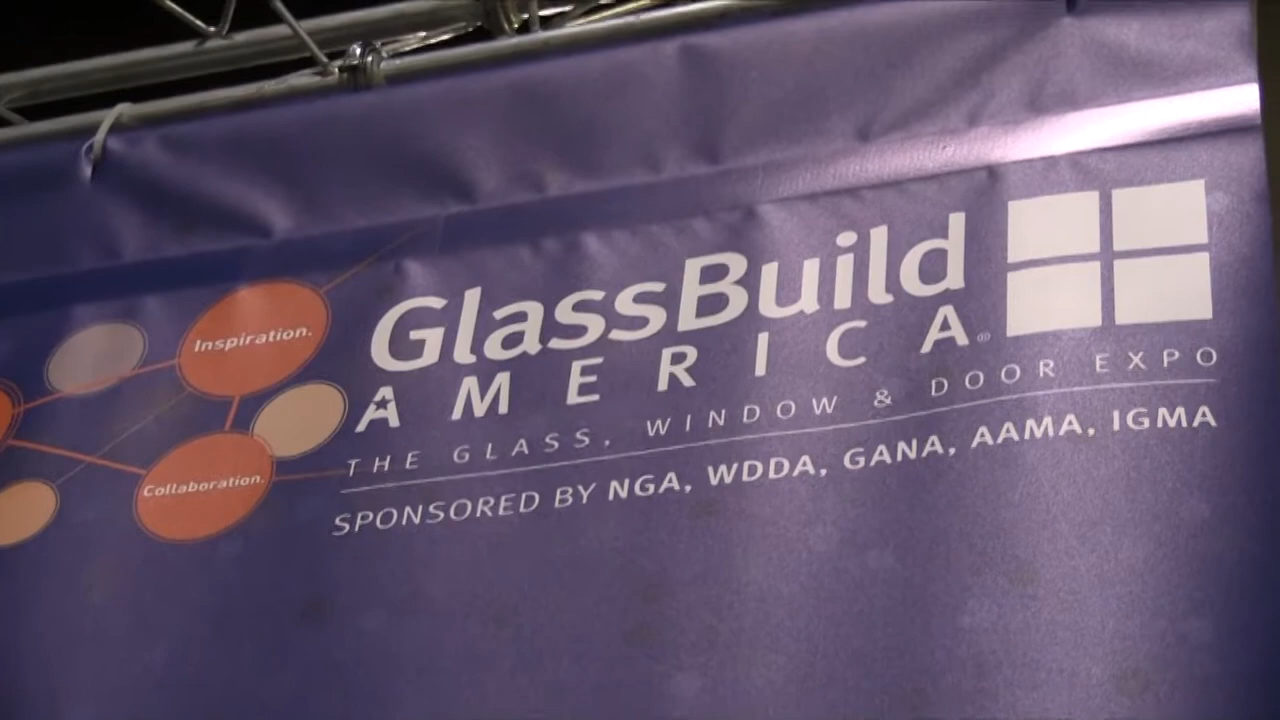 Inspiration.
Collaboration.
GlassBuild
AMERICA®
THE GLASS, WINDOW & DOOR EXPO
SPONSORED BY NGA, WDDA, GANA, AAMA, IGMA